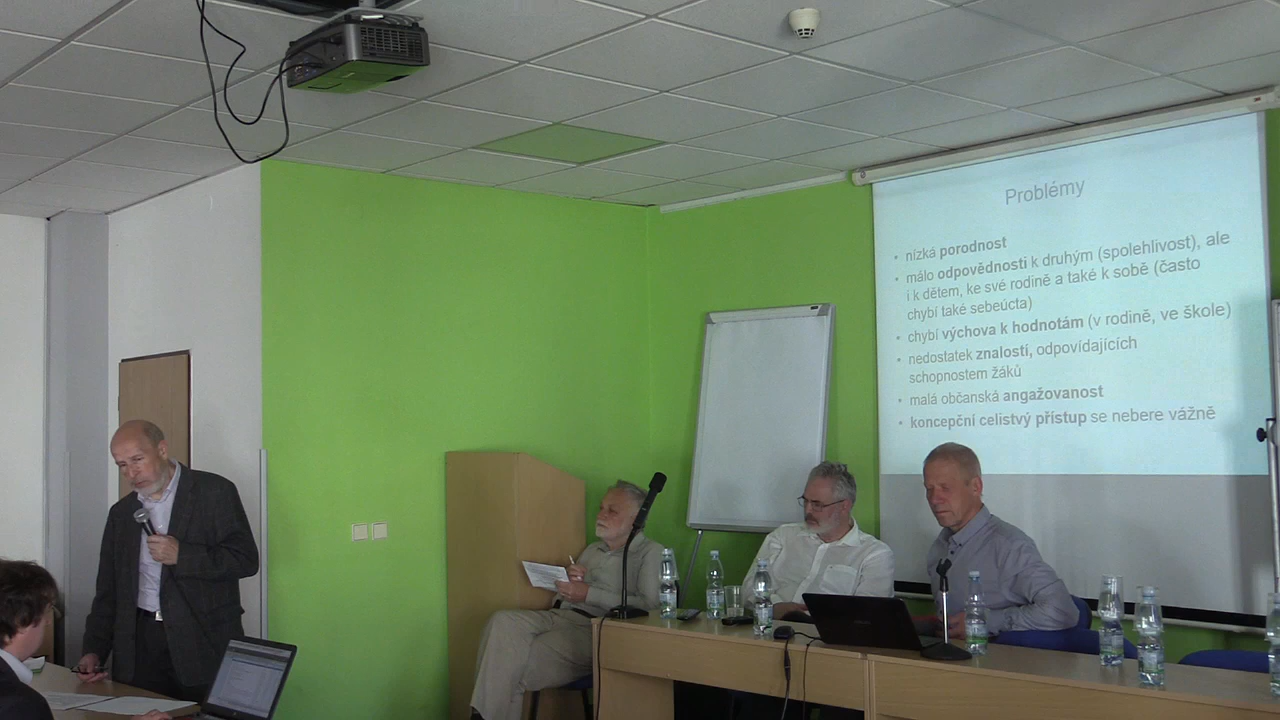 Problémy
• nízká porodnost
• málo odpovědnosti k druhým (spolehlivost), ale
i k dětem, ke své rodině a také k sobě (často
chybí také sebeúcta)
• chybí výchova k hodnotám (v rodině, ve škole)
• nedostatek znalostí, odpovídajících
schopnostem žáků
• malá občanská angažovanost
• koncepční celistvý přístup se nebere vážně